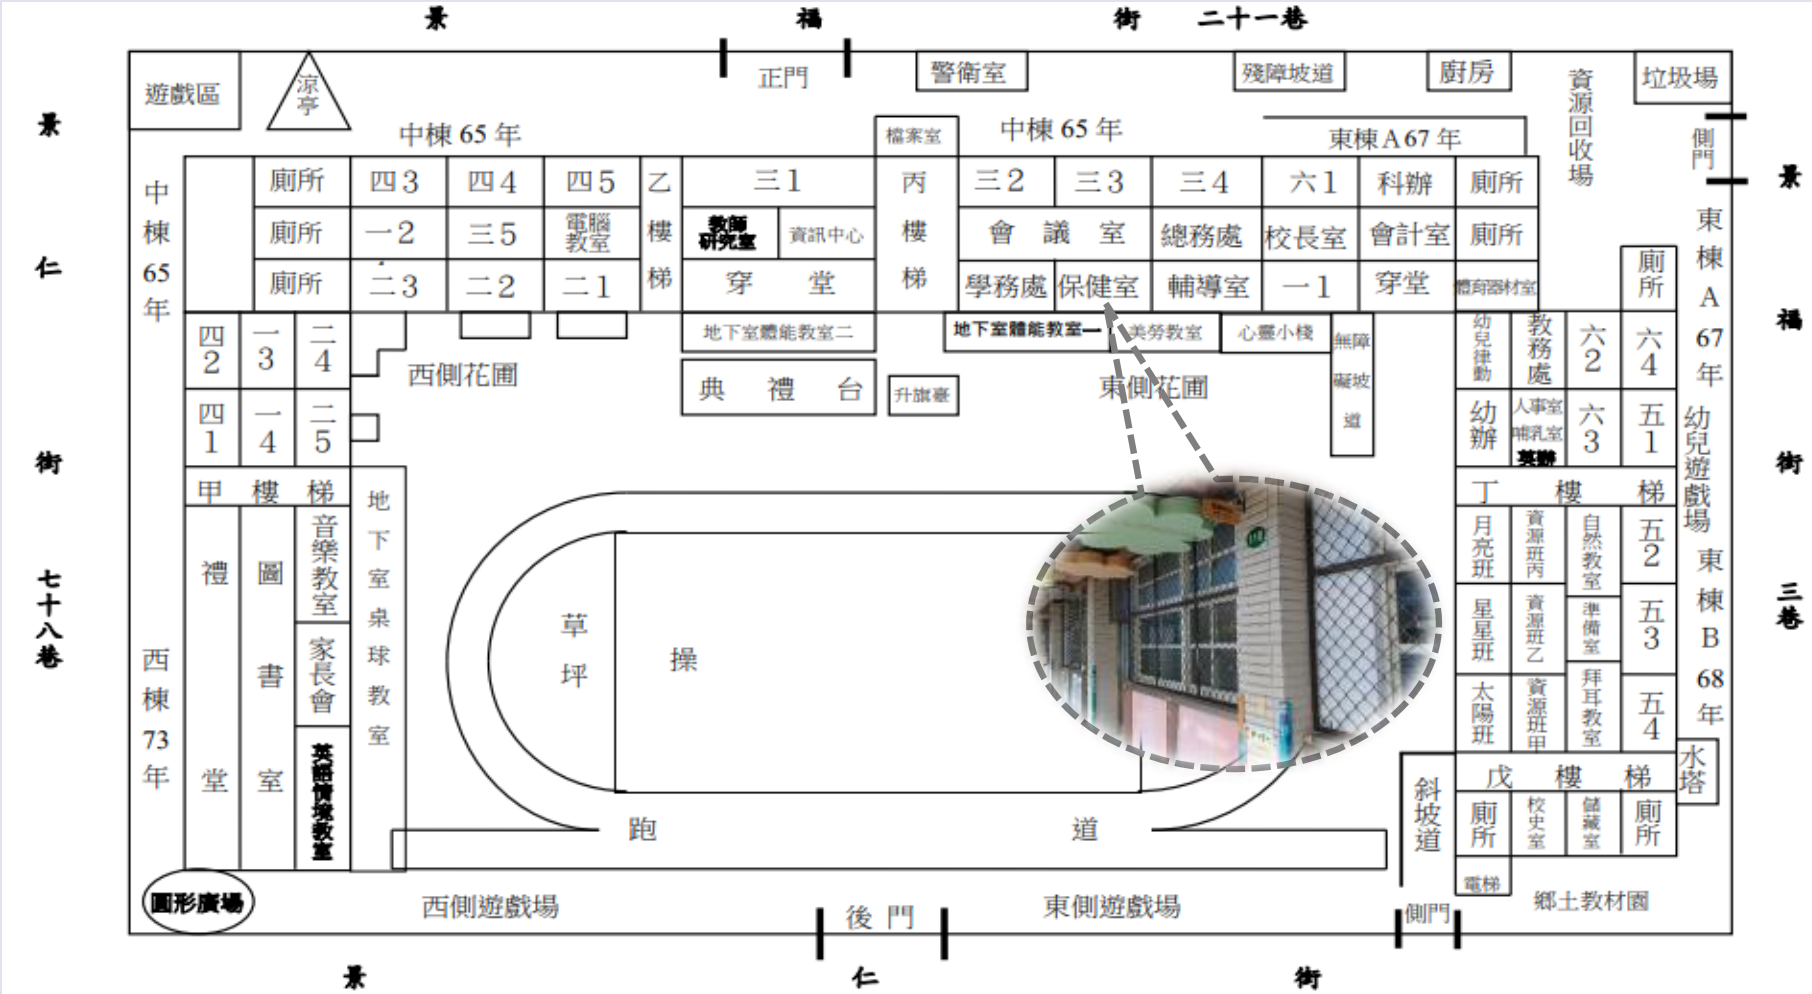 景 福 街 二十一巷
正門
警衛室
殘障坡道
廚房
資源回收場
垃圾場
遊戲區
涼亭
側門
景仁街七十八巷
景福街三巷
中棟 65 年
檔案室
中棟 65 年
東棟A67 年
廁所 四3 四4 四5 乙樓梯 三1 丙樓梯 三2 三3 三4 六1 科辦 廁所
廁所 一2 三5 電腦教室 教師研究室 資訊中心 會議室 總務處 校長室 會計室 廁所
廁所 二3 二2 二1 穿堂 學務處 保健室 輔導室 一1 穿堂 體育器材室
廁所
中棟65年
東棟A67年
四2 一3 二4
地下室體能教室二
地下室體能教室一
美勞教室
心靈小棧
無障礙坡道
幼兒律動 教務處 六2 六4
西側花圃
典禮台
升旗臺
東側花圃
四1 一4 二5
幼辦 人事室 哺乳室 英辦 六3 五1
幼兒遊戲場
甲樓梯
丁樓梯
禮堂
圖書室
音樂教室
家長會
英語情境教室
地下室桌球教室
草坪
操
月亮班 資源班丙 自然教室 五2
星星班 資源班乙 準備室 五3
太陽班 資源班甲 拜耳教室 五4
東棟B68年
西棟73年
水塔
斜坡道
戊樓梯
廁所 校史室 儲藏室 廁所
跑道
電梯
圓形廣場
西側遊戲場
後門
東側遊戲場
側門
鄉土教材園
景 仁 街